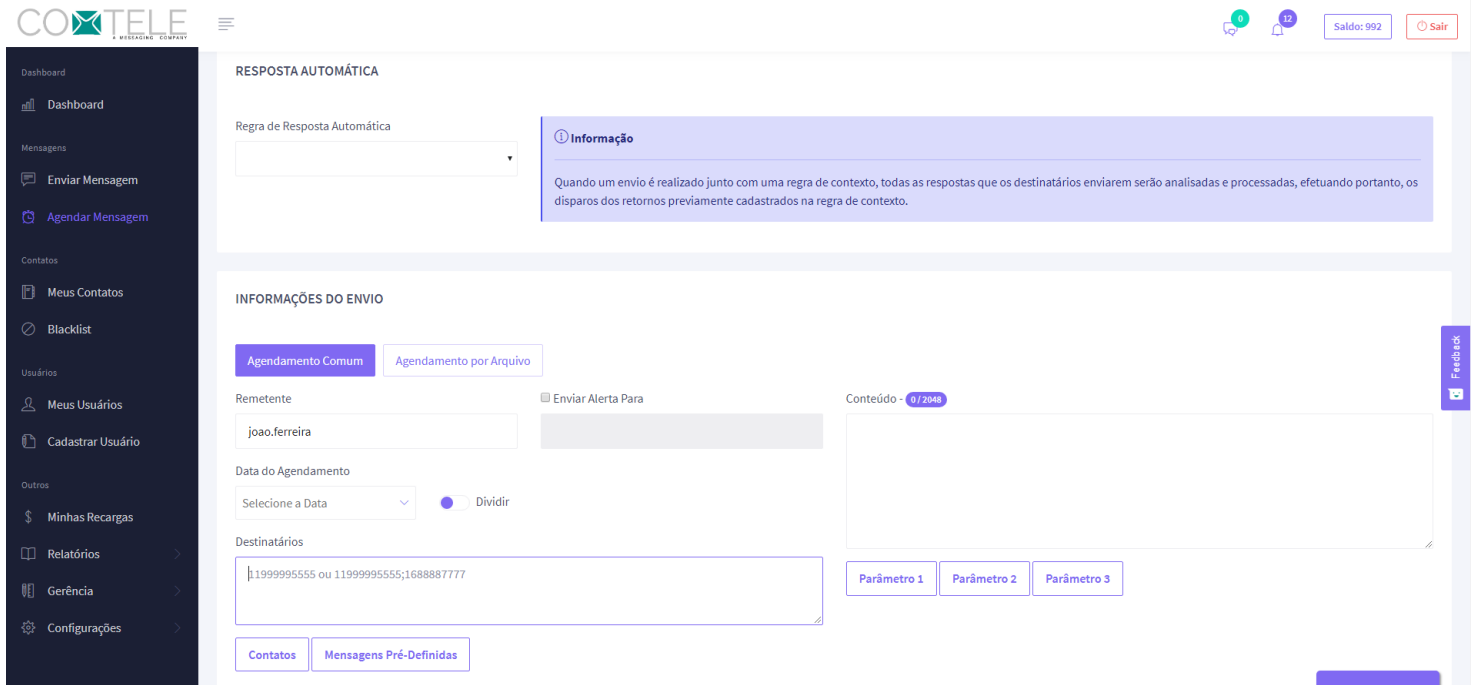 COMTELE
A MESSAGING COMPANY
0
12
Saldo: 992
Sair
Dashboard
Dashboard
Mensagens
Enviar Mensagem
Agendar Mensagem
Contatos
Meus Contatos
Blacklist
Usuários
Meus Usuários
Cadastrar Usuário
Outros
Minhas Recargas
Relatórios
Gerência
Configurações
RESPOSTA AUTOMÁTICA
Regra de Resposta Automática
Informação
Quando um envio é realizado junto com uma regra de contexto, todas as respostas que os destinatários enviarem serão analisadas e processadas, efetuando portanto, os
disparos dos retornos previamente cadastrados na regra de contexto.
INFORMAÇÕES DO ENVIO
Agendamento Comum
Agendamento por Arquivo
Remetente
Enviar Alerta Para
Conteúdo - 0 / 2048
joao.ferreira
Data do Agendamento
Selecione a Data
Dividir
Destinatários
11999995555 ou 11999995555;1688887777
Parâmetro 1
Parâmetro 2
Parâmetro 3
Contatos
Mensagens Pré-Definidas
Feedback